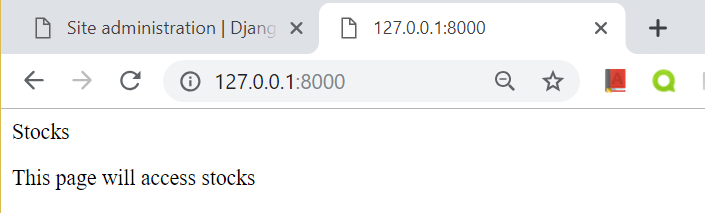 Site administration | Djang
127.0.0.1:8000
127.0.0.1:8000
Stocks
This page will access stocks